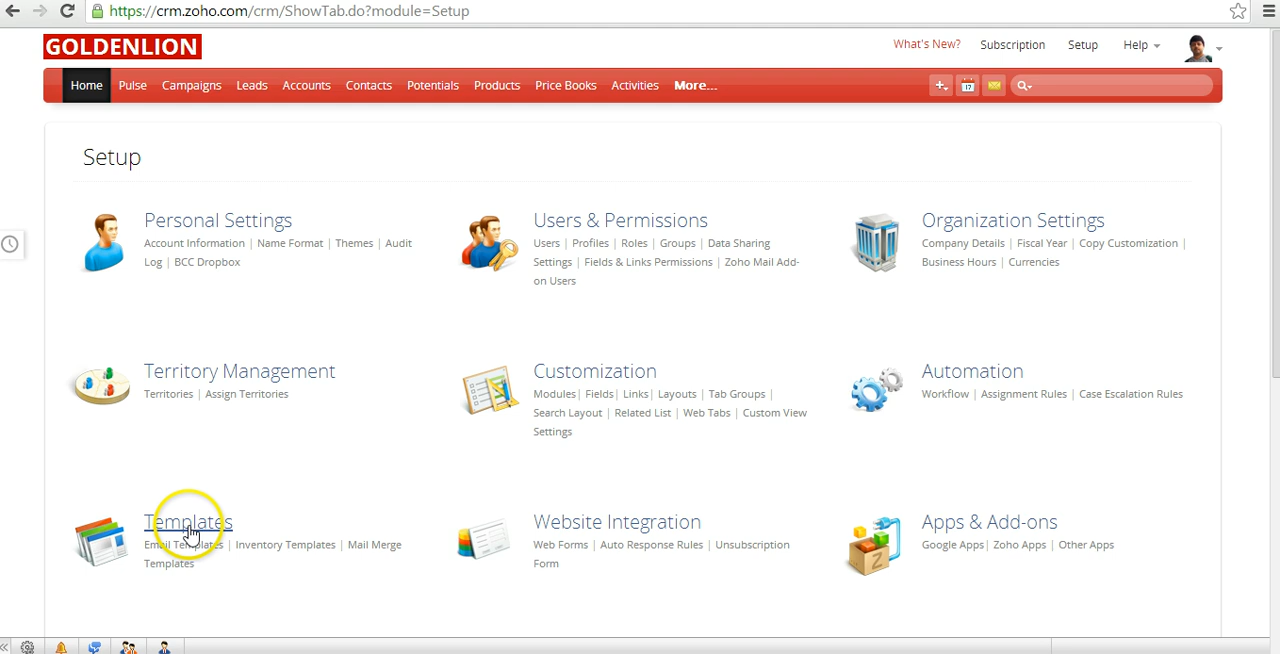 https://crm.zoho.com/crm/ShowTab.do?module=Setup
GOLDENLION
What's New? Subscription Setup Help
Home Pulse Campaigns Leads Accounts Contacts Potentials Products Price Books Activities More...
17
Setup
Personal Settings
Account Information | Name Format | Themes | Audit
Log | BCC Dropbox
Users & Permissions
Users | Profiles | Roles | Groups | Data Sharing
Settings | Fields & Links Permissions | Zoho Mail Add-
on Users
Organization Settings
Company Details | Fiscal Year | Copy Customization |
Business Hours | Currencies
Territory Management
Territories | Assign Territories
Customization
Modules| Fields| Links| Layouts | Tab Groups |
Search Layout | Related List | Web Tabs | Custom View
Settings
Automation
Workflow | Assignment Rules | Case Escalation Rules
Templates
Email Templates | Inventory Templates | Mail Merge
Templates
Website Integration
Web Forms | Auto Response Rules | Unsubscription
Form
Apps & Add-ons
Google Apps| Zoho Apps | Other Apps
Z